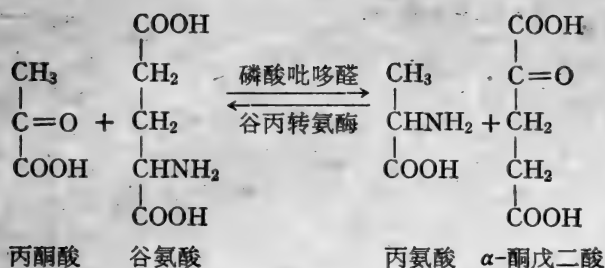 COOH COOH
CH₃ CH₂ 磷酸吡哆醛 CH₃ C=O
C=O + CH₂ 谷丙转氨酶 CHNH₂ + CH₂
COOH CHNH₂ COOH CH₂
COOH COOH
丙酮酸 谷氨酸 丙氨酸 α-酮戊二酸